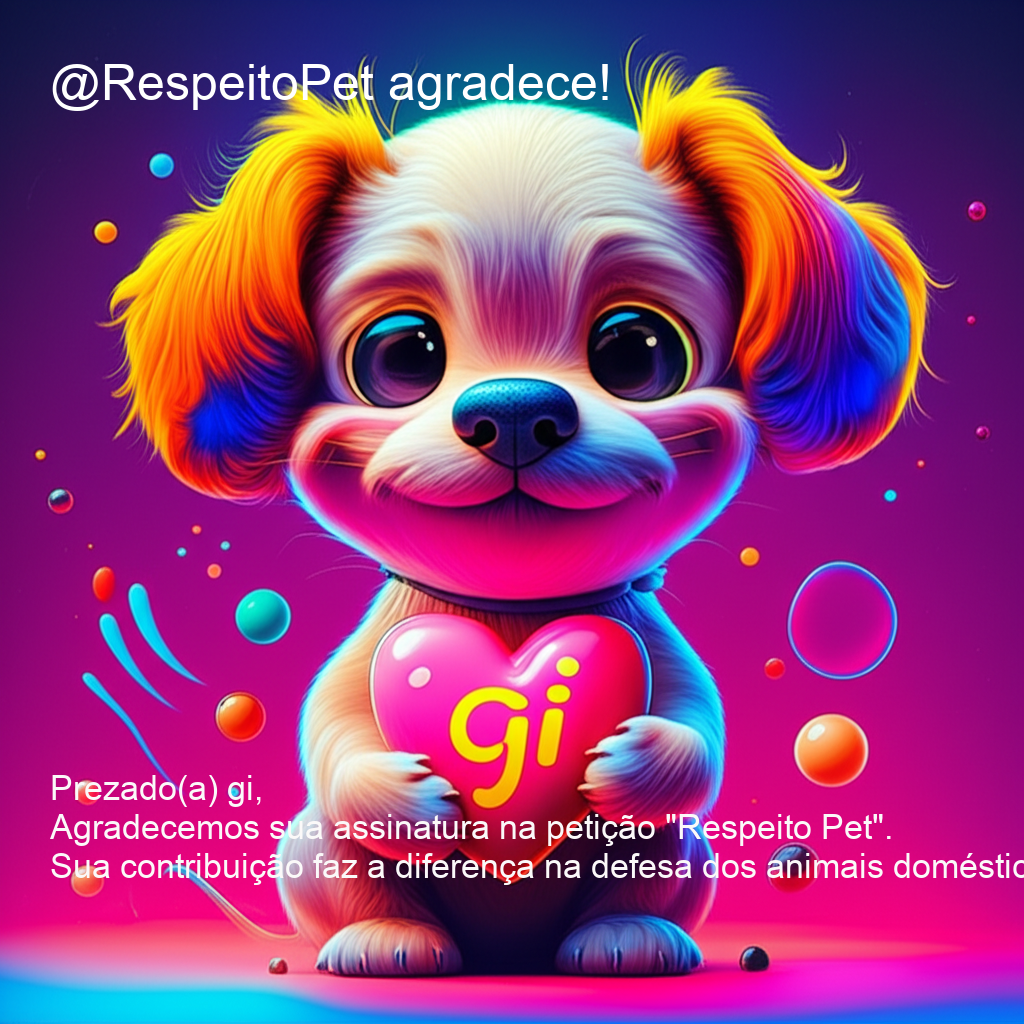 @RespeitoPet agradece!
gi
Prezado(a) gi,
Agradecemos sua assinatura na petição "Respeito Pet".
Sua contribuição faz a diferença na defesa dos animais doméstic